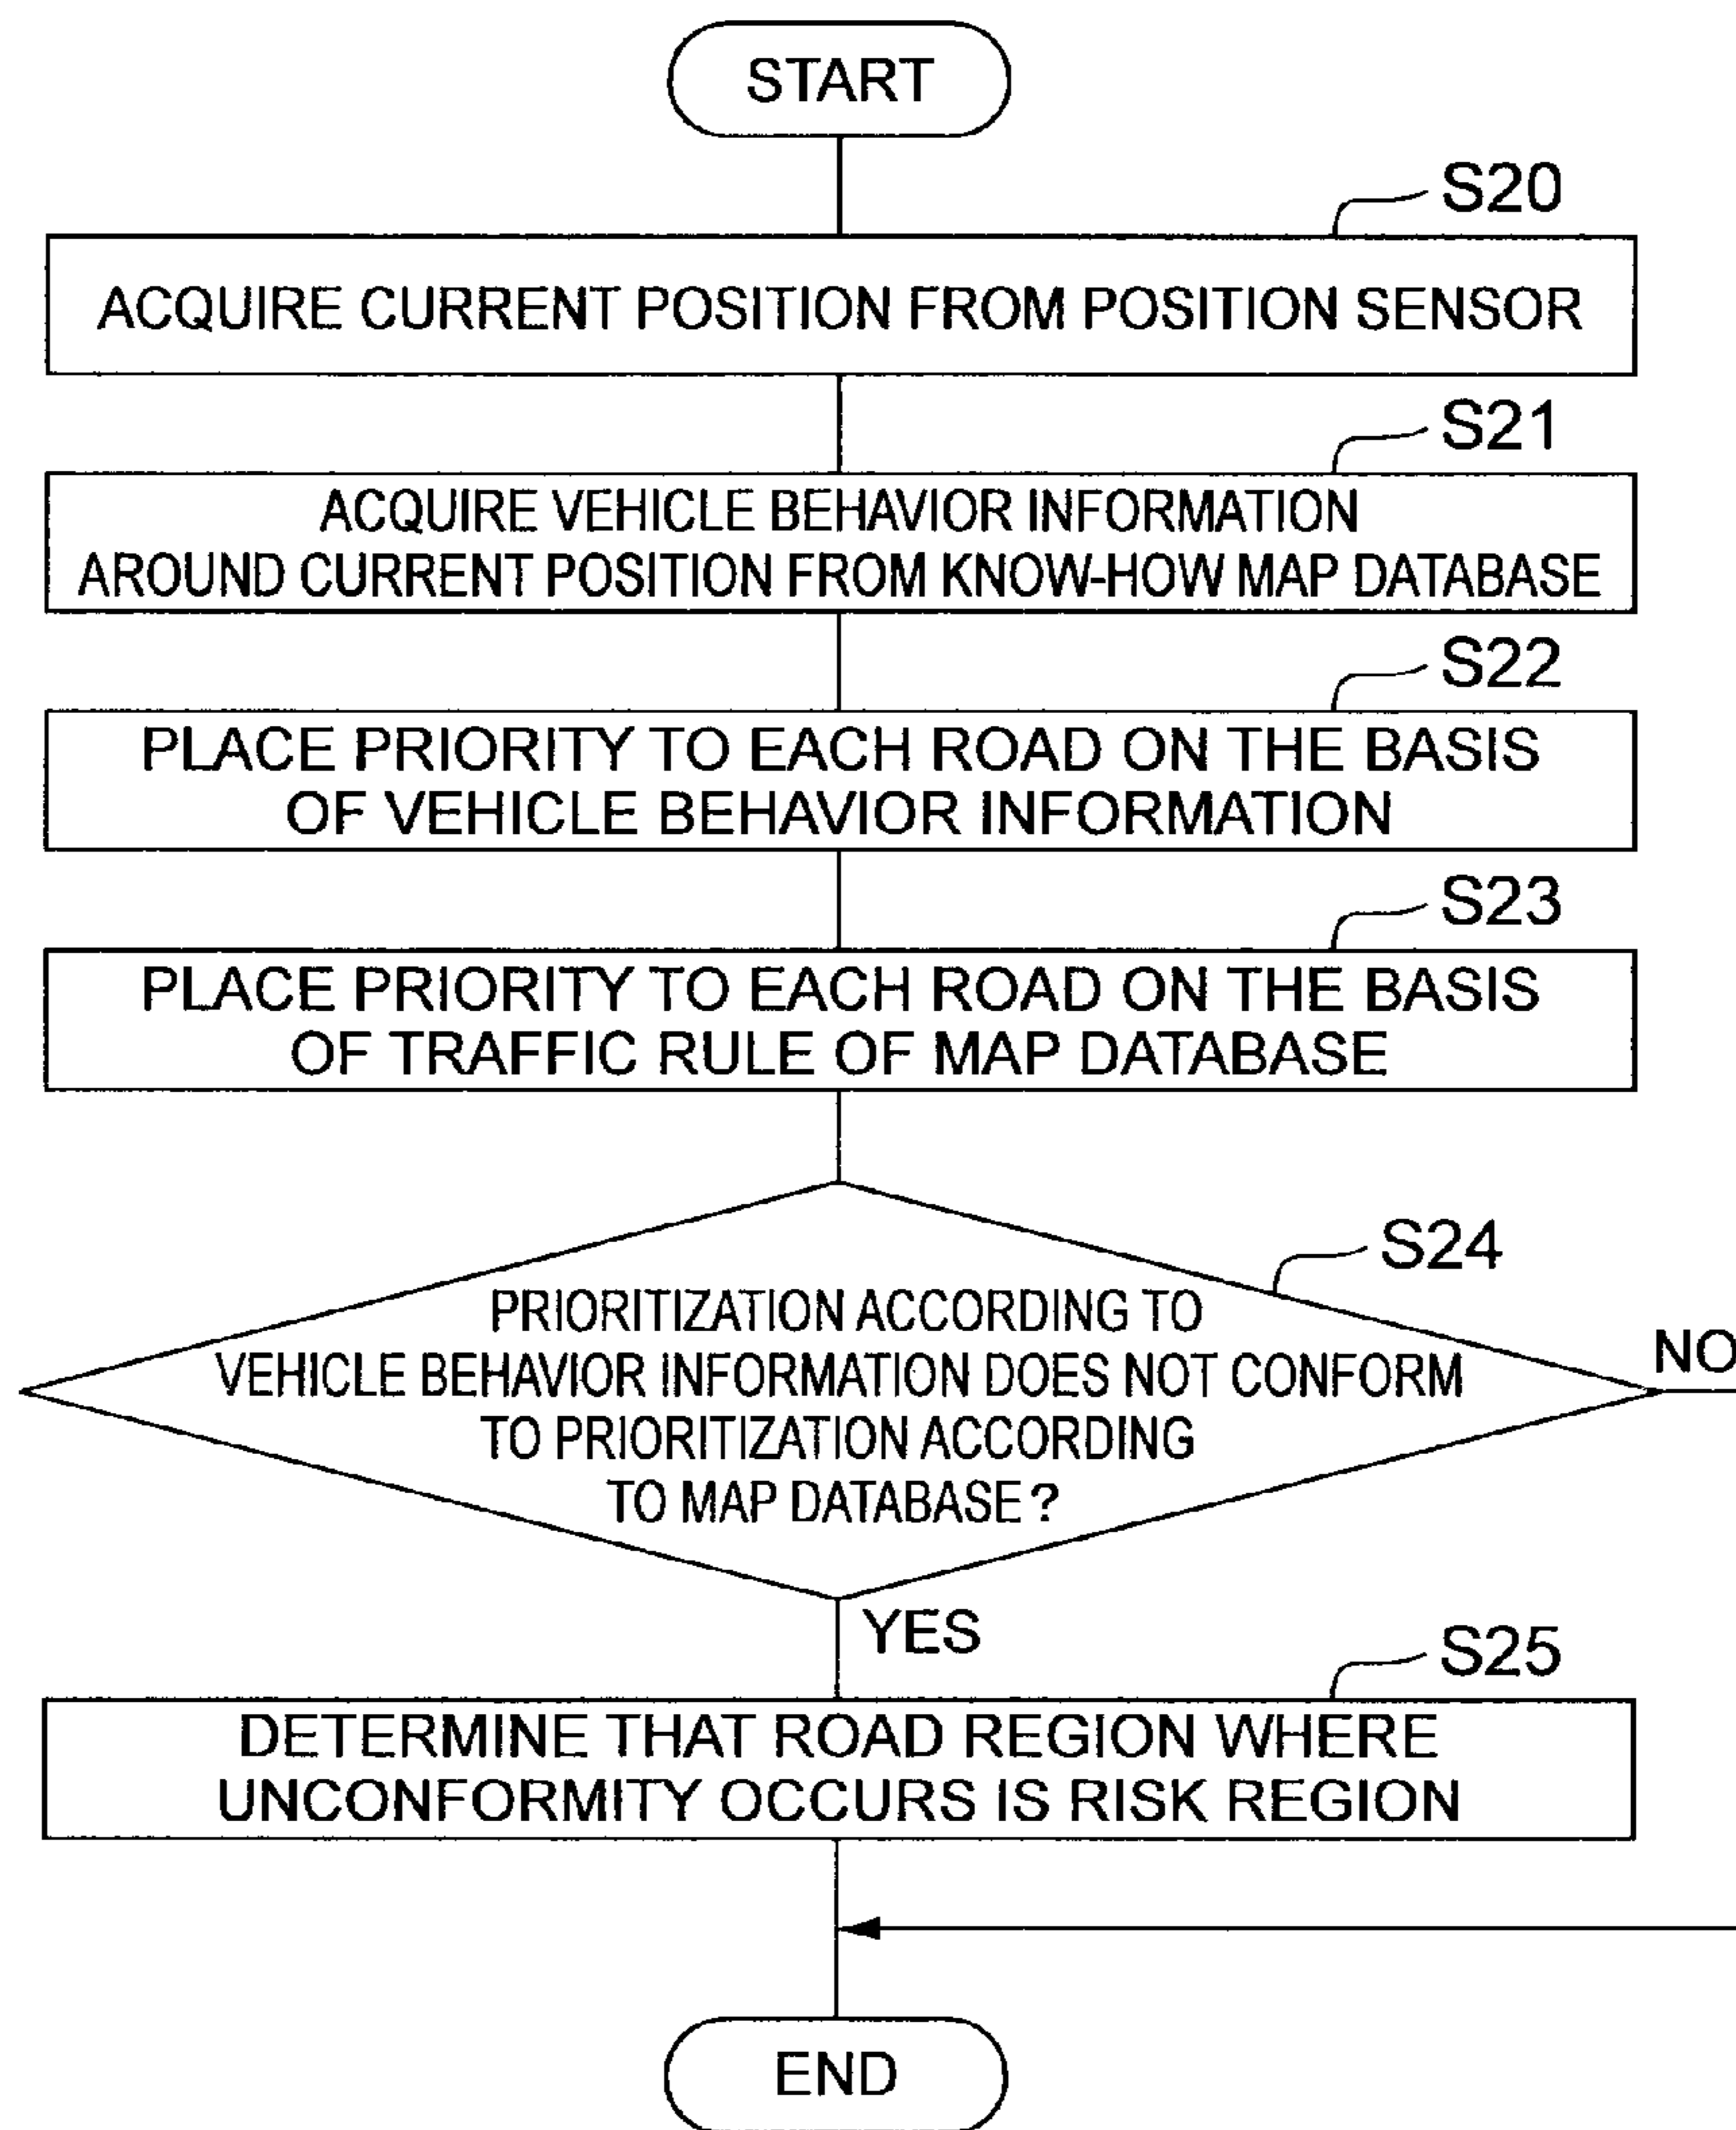 START
S20
ACQUIRE CURRENT POSITION FROM POSITION SENSOR
S21
ACQUIRE VEHICLE BEHAVIOR INFORMATION
AROUND CURRENT POSITION FROM KNOW-HOW MAP DATABASE
S22
PLACE PRIORITY TO EACH ROAD ON THE BASIS
OF VEHICLE BEHAVIOR INFORMATION
S23
PLACE PRIORITY TO EACH ROAD ON THE BASIS
OF TRAFFIC RULE OF MAP DATABASE
S24
PRIORITIZATION ACCORDING TO
VEHICLE BEHAVIOR INFORMATION DOES NOT CONFORM
TO PRIORITIZATION ACCORDING
TO MAP DATABASE?
NO
YES
S25
DETERMINE THAT ROAD REGION WHERE
UNCONFORMITY OCCURS IS RISK REGION
END